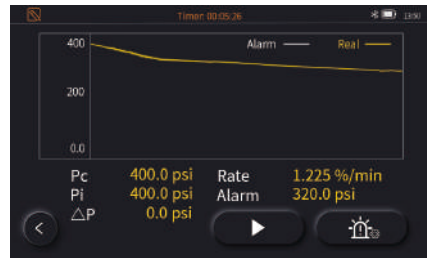 Timer: 00:05:26 13:50
400 Alarm Real
200
0.0
Pc 400.0 psi Rate 1.225 %/min
Pi 400.0 psi Alarm 320.0 psi
△P 0.0 psi